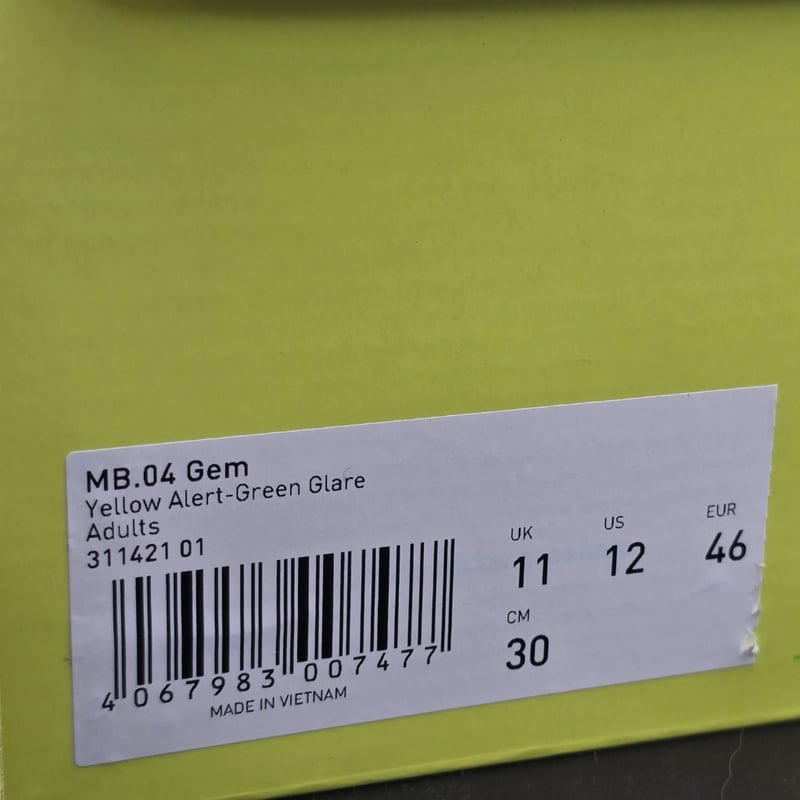 MB.04 Gem
Yellow Alert-Green Glare
Adults
311421 01
4 067983 007477
MADE IN VIETNAM
UK US EUR
11 12 46
CM
30